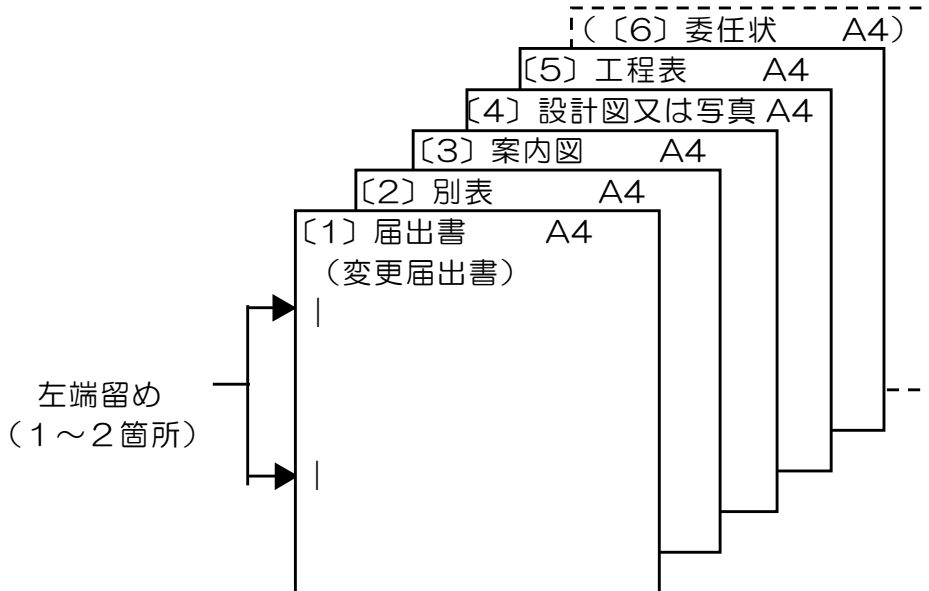 (〔6〕委任状　　A4)
〔5〕工程表　　A4
〔4〕設計図又は写真 A4
〔3〕案内図　　A4
〔2〕別表　　　A4
〔1〕届出書　　A4
（変更届出書）
左端留め
（１～２箇所）